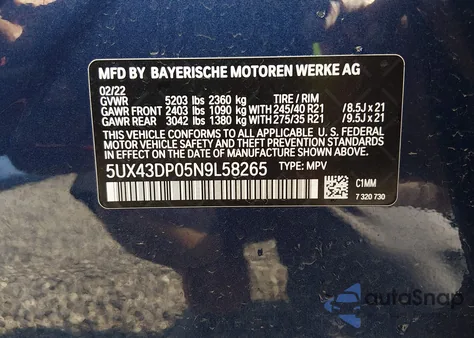 MFD BY BAYERISCHE MOTOREN WERKE AG
02/22
GVWR 5203 lbs 2360 kg TIRE / RIM
GAWR FRONT 2403 lbs 1090 kg WITH 245/40 R21 /8.5J x 21
GAWR REAR 3042 lbs 1380 kg WITH 275/35 R21 /9.5J x 21
THIS VEHICLE CONFORMS TO ALL APPLICABLE U. S. FEDERAL
MOTOR VEHICLE SAFETY AND THEFT PREVENTION STANDARDS IN
EFFECT ON THE DATE OF MANUFACTURE SHOWN ABOVE.
5UX43DP05N9L58265 TYPE: MPV
C1MM
7 320 730
autoSnap